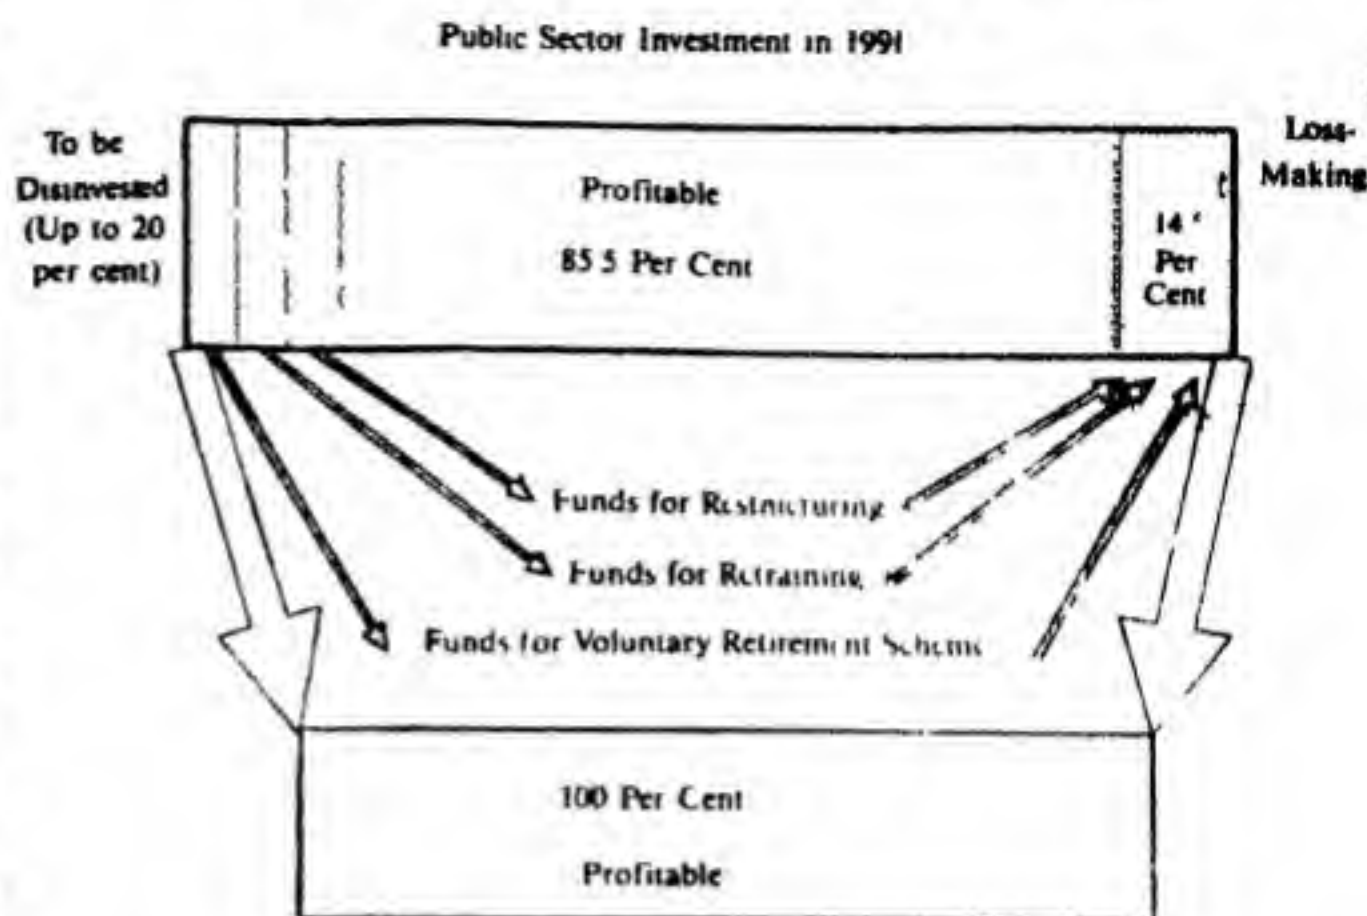 Public Sector Investment in 1991
To be
Disinvested
(Up to 20
per cent)
Profitable
85 5 Per Cent
14
Per
Cent
Loss-
Making
Funds for Restructuring
Funds for Retraining
Funds for Voluntary Retirement Scheme
100 Per Cent
Profitable